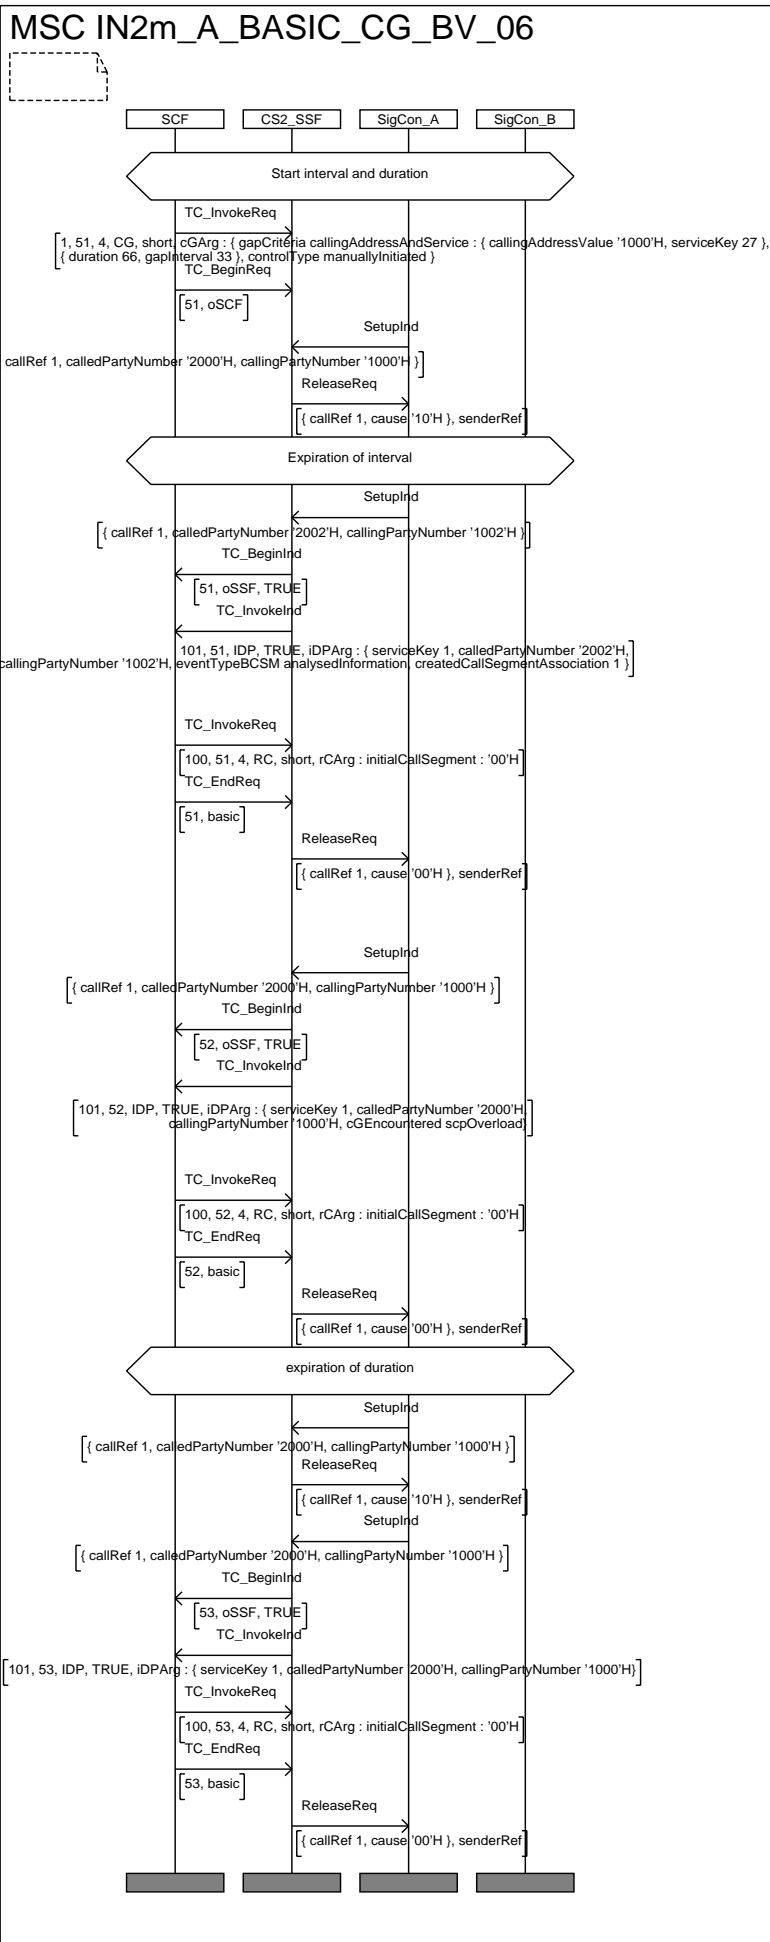 MSC IN2m_A_BASIC_CG_BV_06
SCF CS2_SSF SigCon_A SigCon_B
Start interval and duration
TC_InvokeReq
1, 51, 4, CG, short, cGArg : { gapCriteria callingAddressAndService : { callingAddressValue '1000'H, serviceKey 27 },
{ duration 66, gapInterval 33 }, controlType manuallyInitiated }
TC_BeginReq
51, oSCF
SetupInd
callRef 1, calledPartyNumber '2000'H, callingPartyNumber '1000'H }
ReleaseReq
{ callRef 1, cause '10'H }, senderRef
Expiration of interval
SetupInd
{ callRef 1, calledPartyNumber '2002'H, callingPartyNumber '1002'H }
TC_BeginInd
51, oSSF, TRUE
TC_InvokeInd
101, 51, IDP, TRUE, iDPArg : { serviceKey 1, calledPartyNumber '2002'H,
callingPartyNumber '1002'H, eventTypeBCSM analysedInformation, createdCallSegmentAssociation 1 }
TC_InvokeReq
100, 51, 4, RC, short, rCArg : initialCallSegment : '00'H
TC_EndReq
51, basic
ReleaseReq
{ callRef 1, cause '00'H }, senderRef
SetupInd
{ callRef 1, calledPartyNumber '2000'H, callingPartyNumber '1000'H }
TC_BeginInd
52, oSSF, TRUE
TC_InvokeInd
101, 52, IDP, TRUE, iDPArg : { serviceKey 1, calledPartyNumber '2000'H,
callingPartyNumber '1000'H, cGEncountered scpOverload}
TC_InvokeReq
100, 52, 4, RC, short, rCArg : initialCallSegment : '00'H
TC_EndReq
52, basic
ReleaseReq
{ callRef 1, cause '00'H }, senderRef
expiration of duration
SetupInd
{ callRef 1, calledPartyNumber '2000'H, callingPartyNumber '1000'H }
ReleaseReq
{ callRef 1, cause '10'H }, senderRef
SetupInd
{ callRef 1, calledPartyNumber '2000'H, callingPartyNumber '1000'H }
TC_BeginInd
53, oSSF, TRUE
TC_InvokeInd
101, 53, IDP, TRUE, iDPArg : { serviceKey 1, calledPartyNumber '2000'H, callingPartyNumber '1000'H}
TC_InvokeReq
100, 53, 4, RC, short, rCArg : initialCallSegment : '00'H
TC_EndReq
53, basic
ReleaseReq
{ callRef 1, cause '00'H }, senderRef